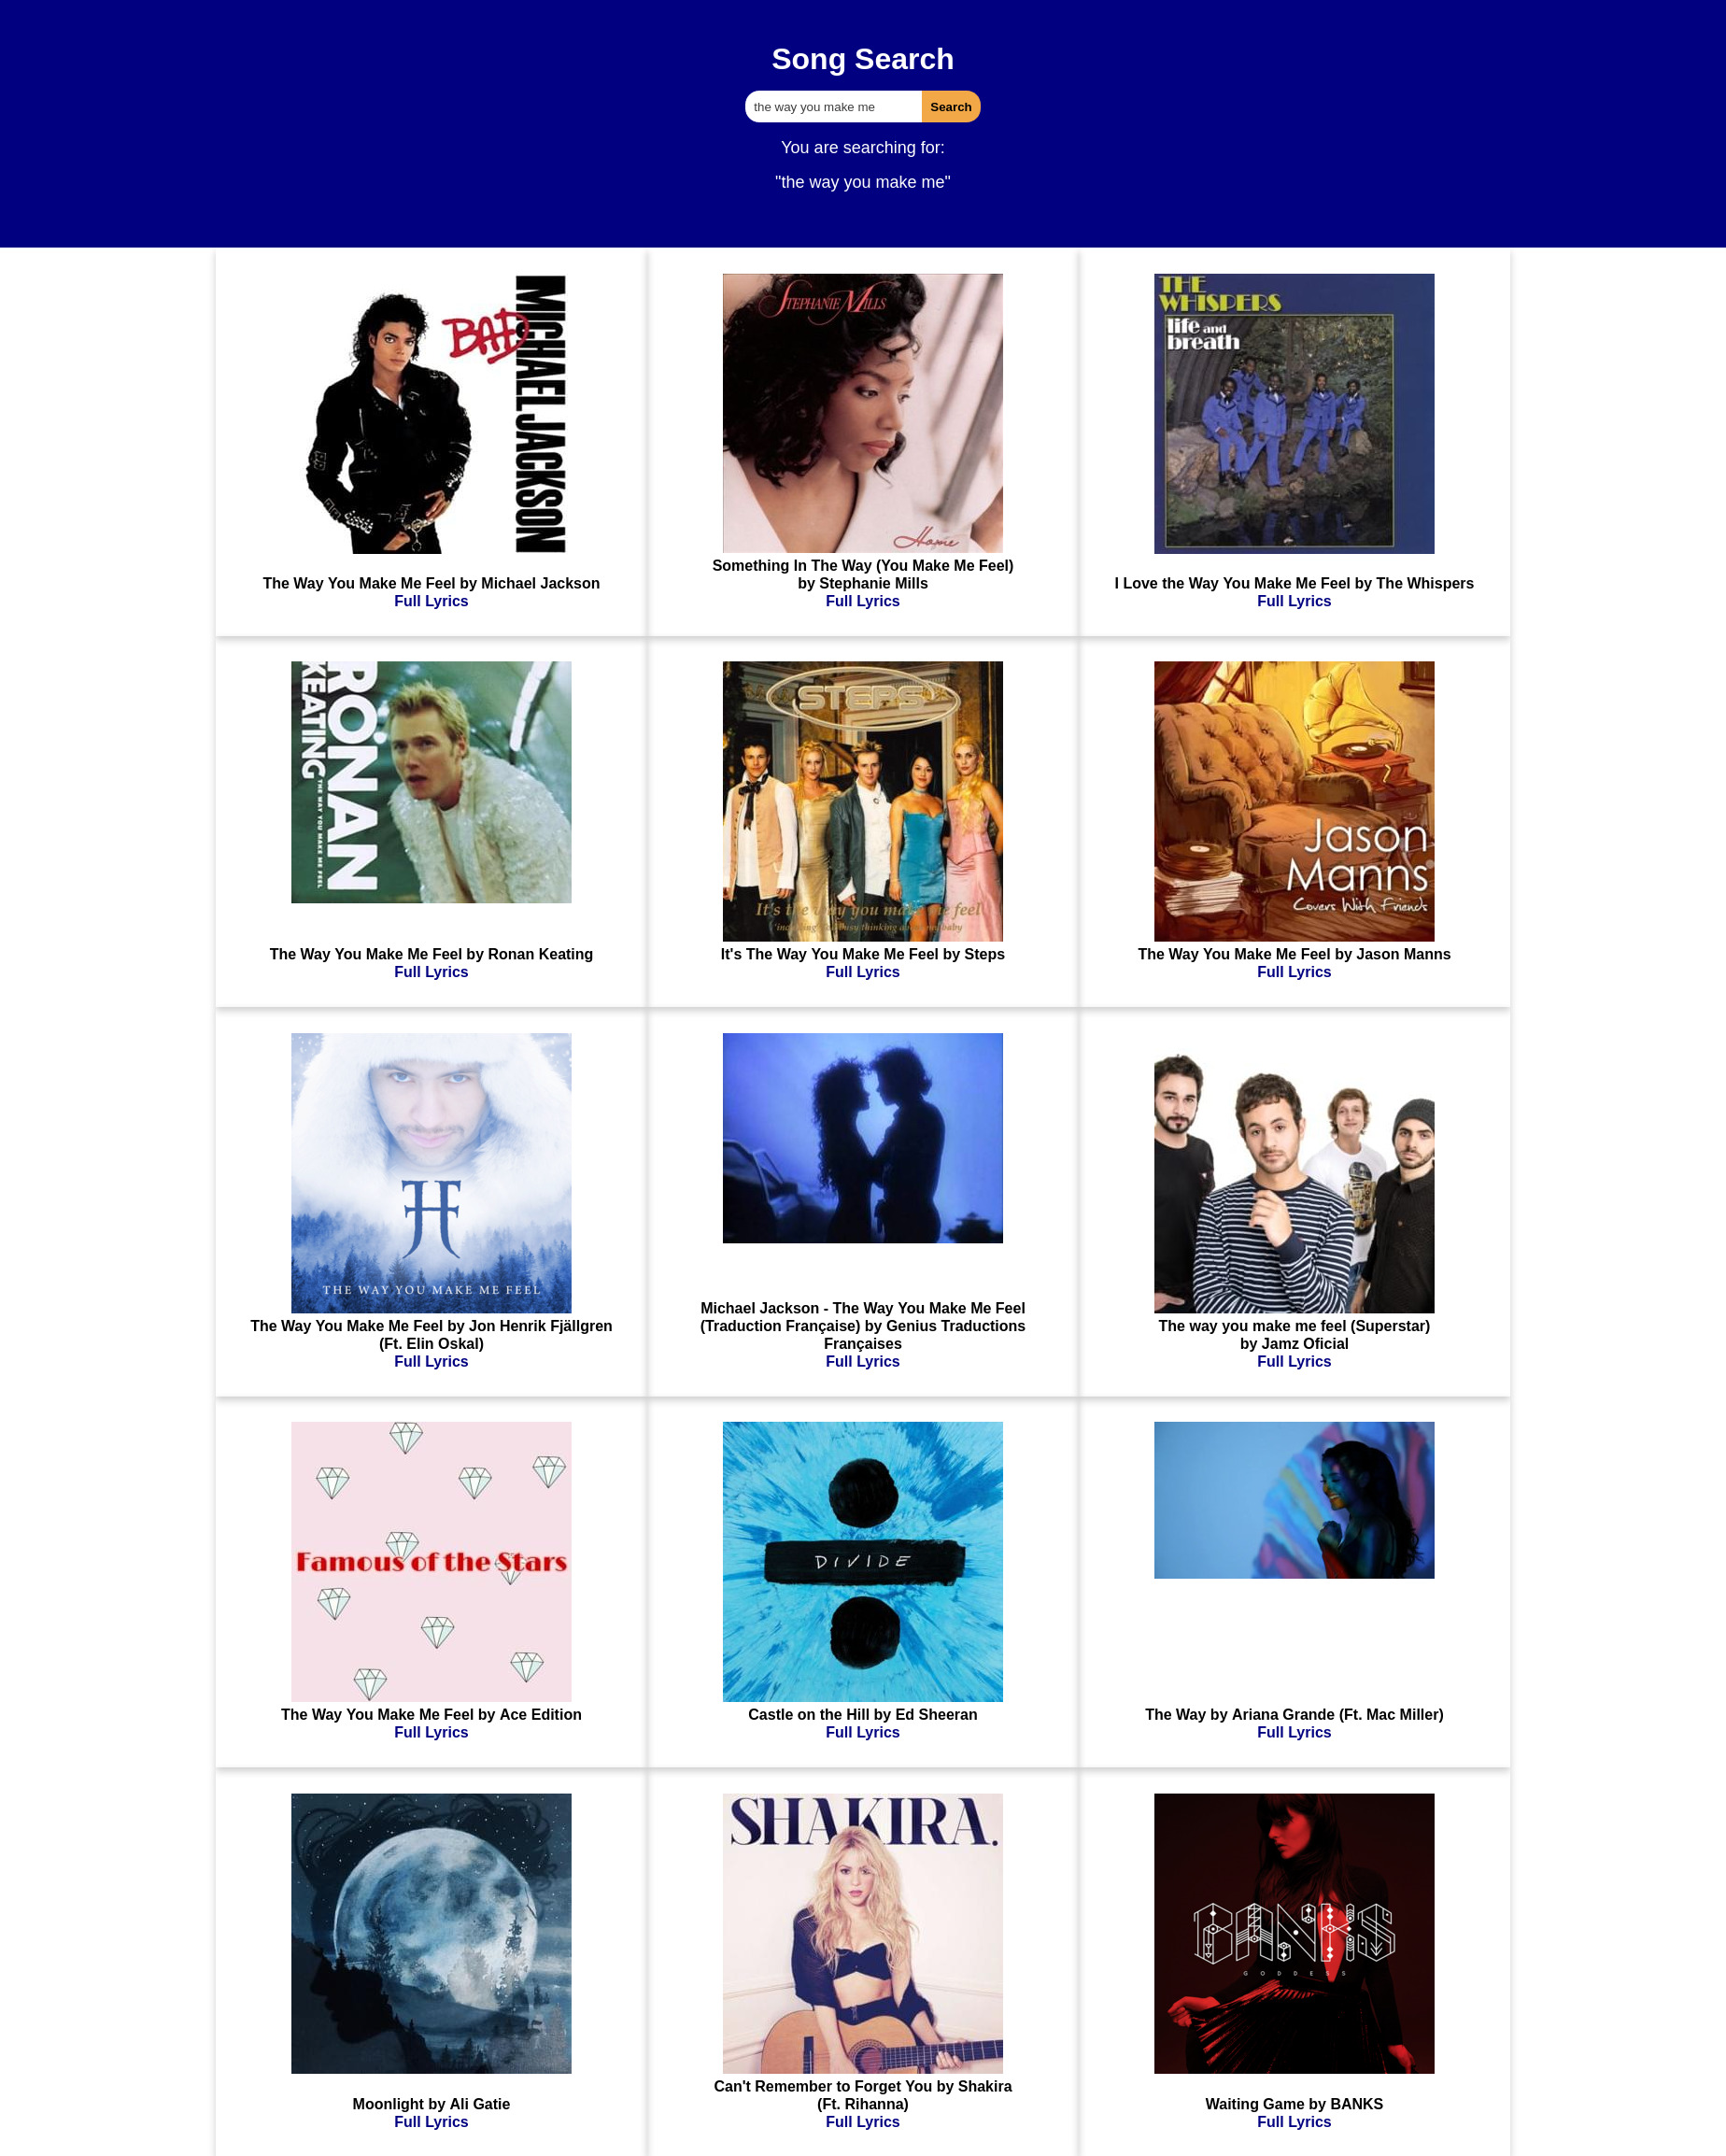 Song Search
the way you make me
Search
You are searching for:
"the way you make me"
BAD
MICHAEL JACKSON
The Way You Make Me Feel by Michael Jackson
Full Lyrics
STEPHANIE MILLS
Home
Something In The Way (You Make Me Feel)
by Stephanie Mills
Full Lyrics
THE
WHISPERS
life and
breath
I Love the Way You Make Me Feel by The Whispers
Full Lyrics
RONAN
KEATING
THE WAY YOU MAKE ME FEEL
The Way You Make Me Feel by Ronan Keating
Full Lyrics
STEPS
It's the way you make me feel
It's The Way You Make Me Feel by Steps
Full Lyrics
Jason
Manns
Covers With Friends
The Way You Make Me Feel by Jason Manns
Full Lyrics
THE WAY YOU MAKE ME FEEL
The Way You Make Me Feel by Jon Henrik Fjällgren
(Ft. Elin Oskal)
Full Lyrics
Michael Jackson - The Way You Make Me Feel
(Traduction Française) by Genius Traductions
Françaises
Full Lyrics
The way you make me feel (Superstar)
by Jamz Oficial
Full Lyrics
Famous of the Stars
The Way You Make Me Feel by Ace Edition
Full Lyrics
DIVIDE
Castle on the Hill by Ed Sheeran
Full Lyrics
The Way by Ariana Grande (Ft. Mac Miller)
Full Lyrics
Moonlight by Ali Gatie
Full Lyrics
SHAKIRA.
Can't Remember to Forget You by Shakira
(Ft. Rihanna)
Full Lyrics
BANKS
GODDESS
Waiting Game by BANKS
Full Lyrics